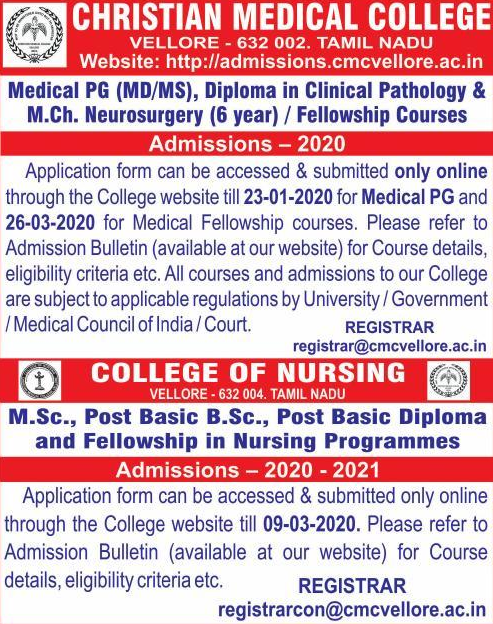 CHRISTIAN MEDICAL COLLEGE
VELLORE - 632 002. TAMIL NADU
Website: http://admissions.cmcvellore.ac.in
Medical PG (MD/MS), Diploma in Clinical Pathology &
M.Ch. Neurosurgery (6 year) / Fellowship Courses
Admissions – 2020
Application form can be accessed & submitted only online
through the College website till 23-01-2020 for Medical PG and
26-03-2020 for Medical Fellowship courses. Please refer to
Admission Bulletin (available at our website) for Course details,
eligibility criteria etc. All courses and admissions to our College
are subject to applicable regulations by University / Government
/ Medical Council of India / Court.
REGISTRAR
registrar@cmcvellore.ac.in
COLLEGE OF NURSING
VELLORE - 632 004. TAMIL NADU
M.Sc., Post Basic B.Sc., Post Basic Diploma
and Fellowship in Nursing Programmes
Admissions – 2020 - 2021
Application form can be accessed & submitted only online
through the College website till 09-03-2020. Please refer to
Admission Bulletin (available at our website) for Course
details, eligibility criteria etc.
REGISTRAR
registrarcon@cmcvellore.ac.in